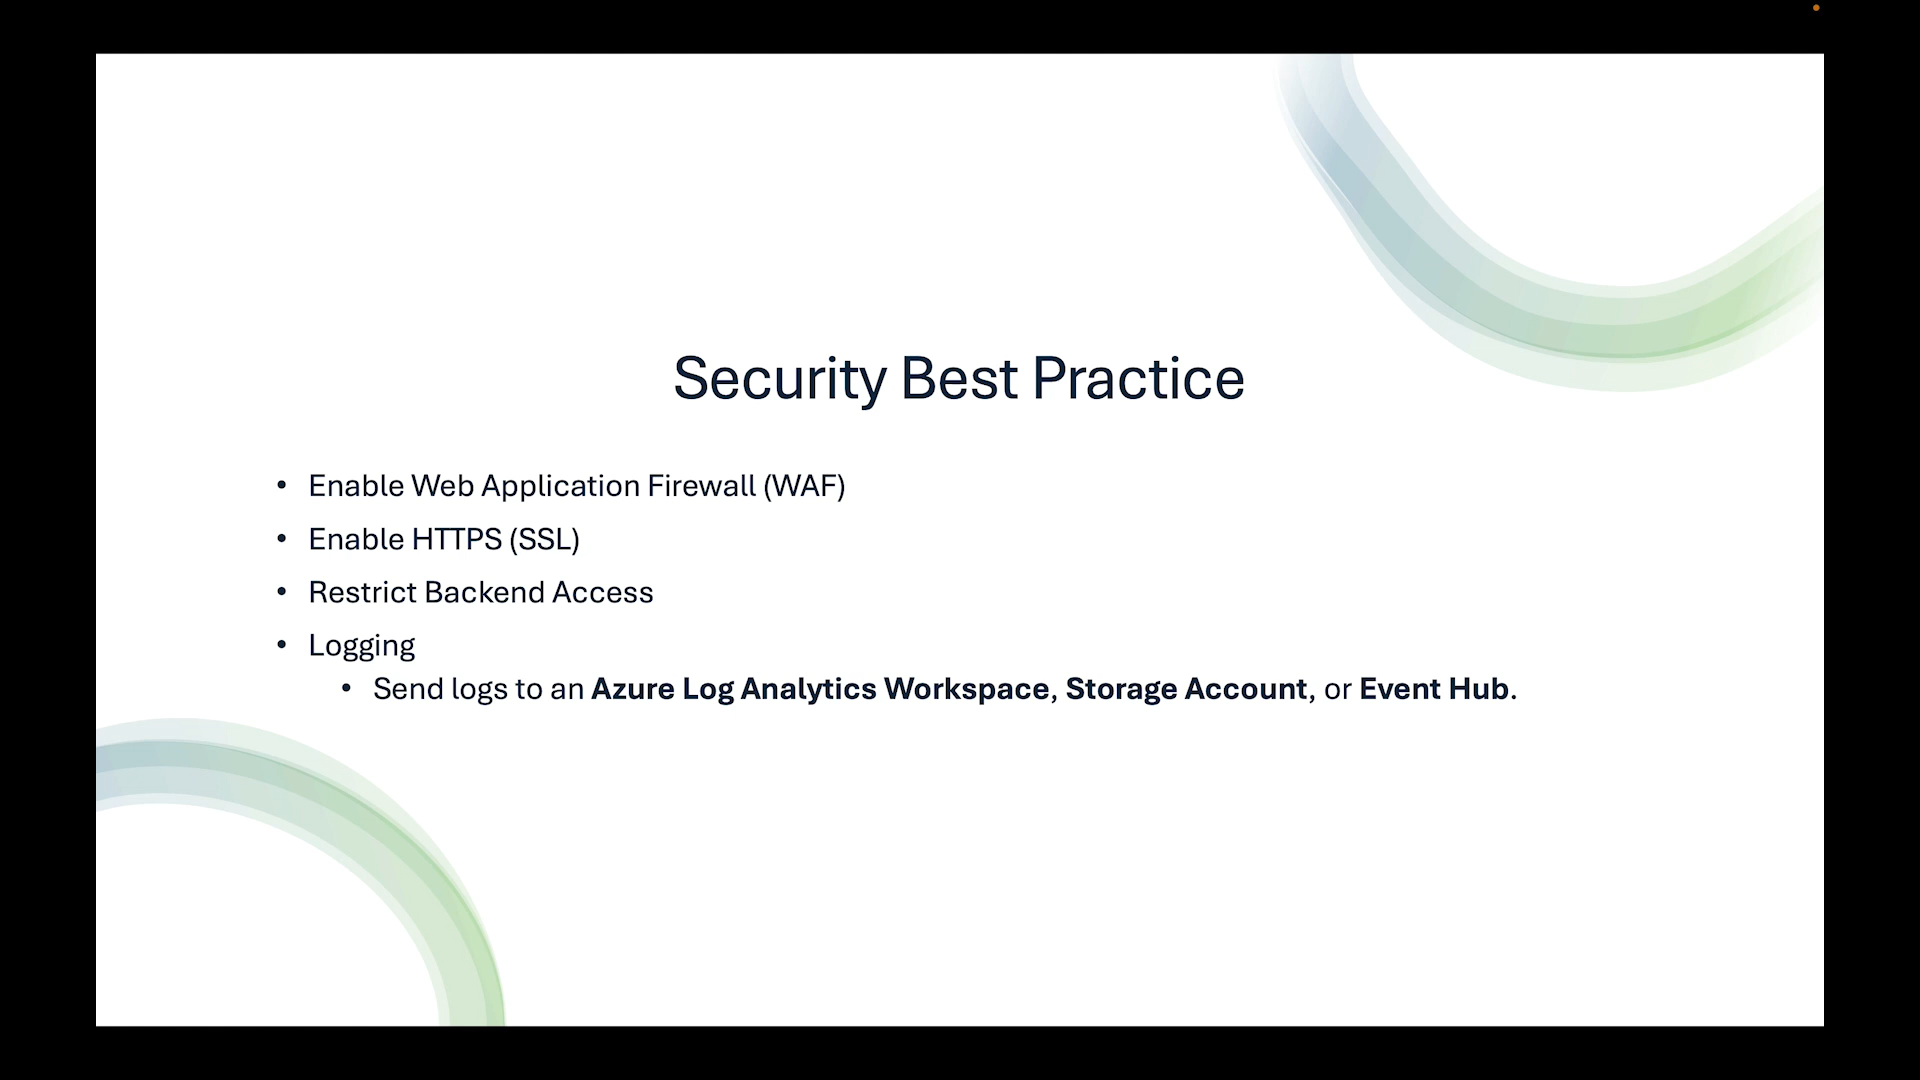 Security Best Practice
• Enable Web Application Firewall (WAF)
• Enable HTTPS (SSL)
• Restrict Backend Access
• Logging
• Send logs to an Azure Log Analytics Workspace, Storage Account, or Event Hub.